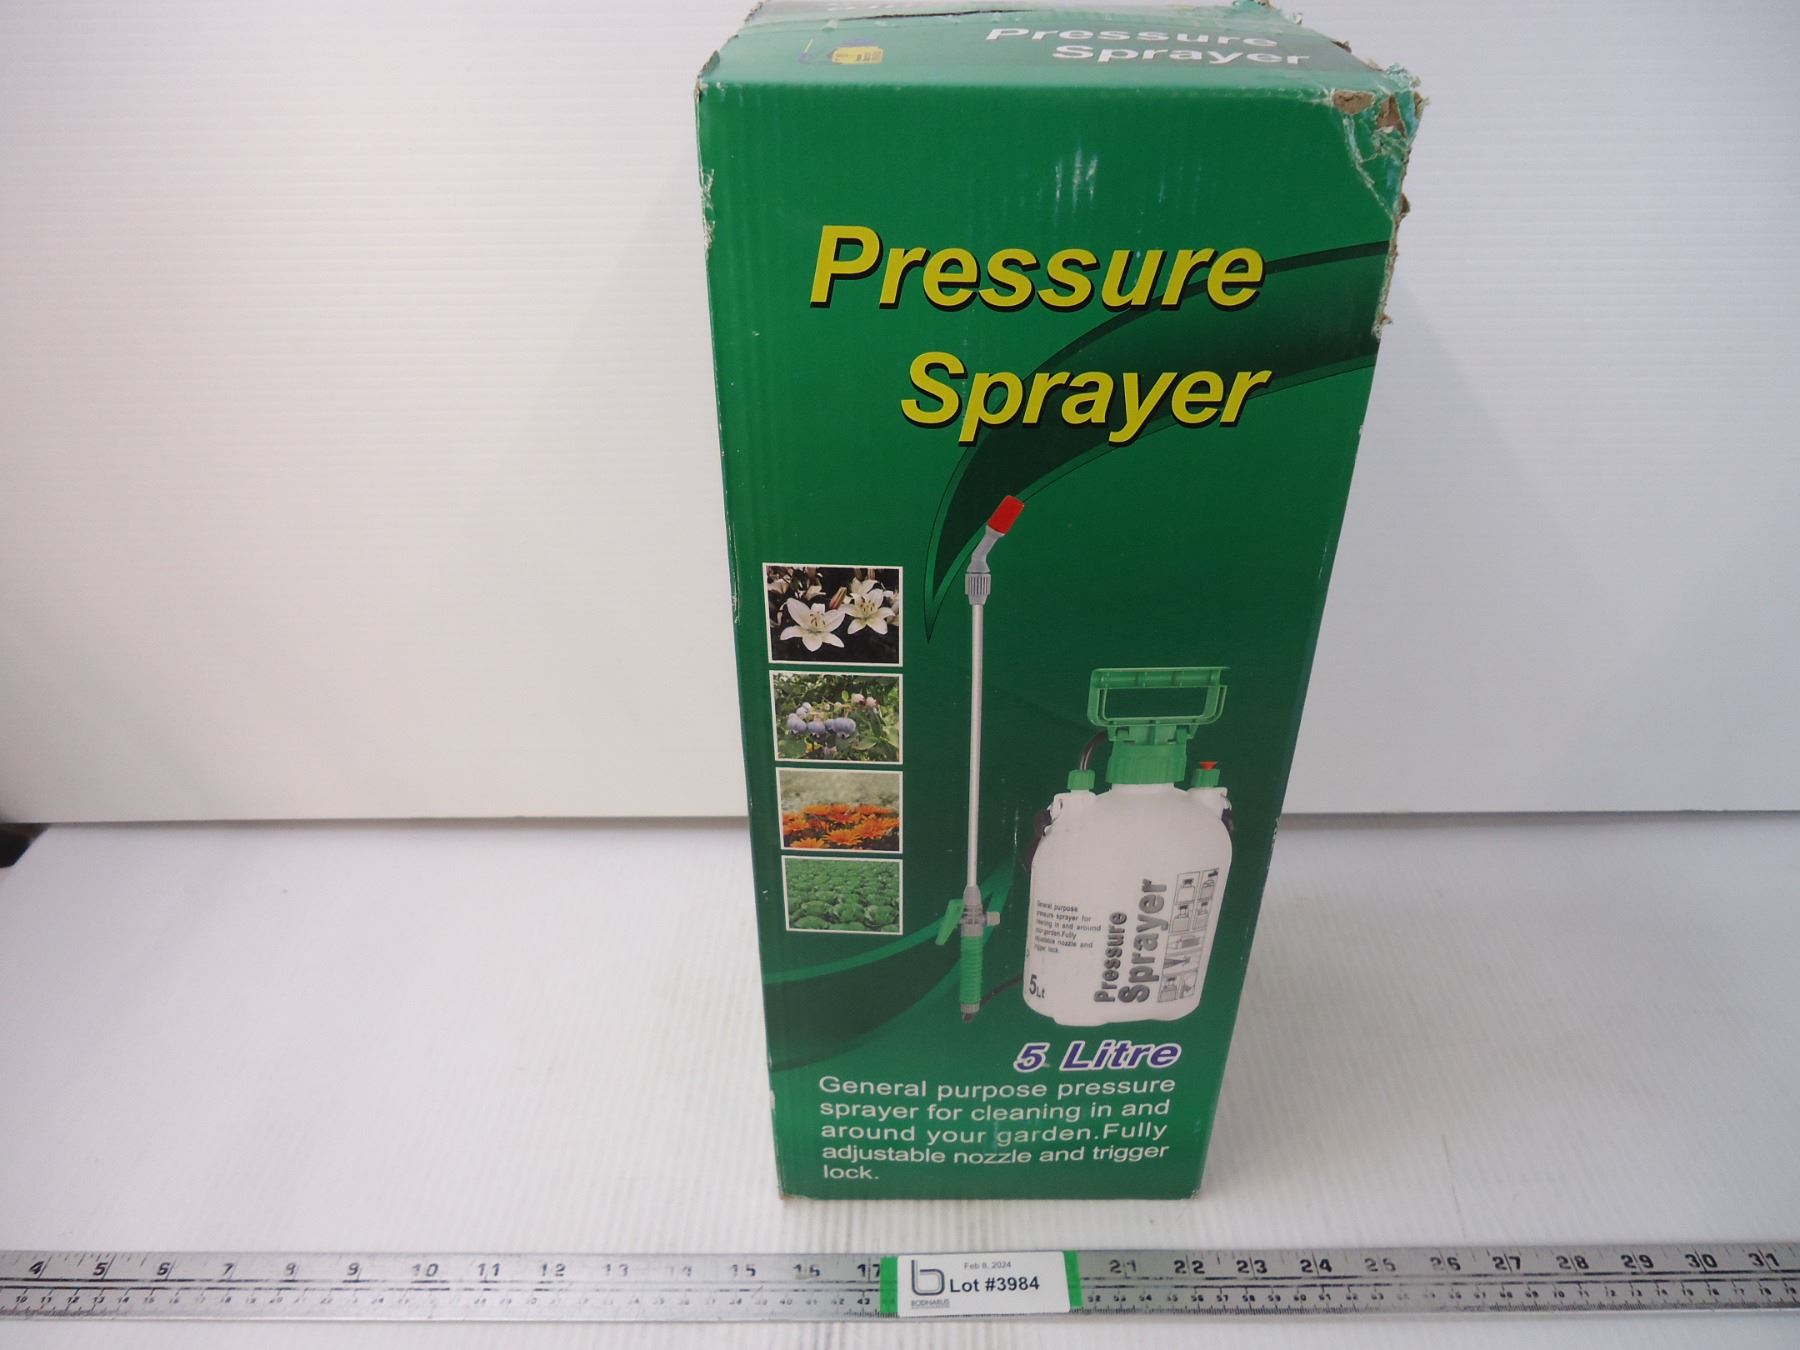 Pressure
Sprayer
Pressure
Sprayer
General purpose
pressure sprayer for
cleaning in and around
your garden.Fully
adjustable nozzle and
trigger lock.
5Lt
Pressure
Sprayer
5 Litre
General purpose pressure
sprayer for cleaning in and
around your garden.Fully
adjustable nozzle and trigger
lock.
4 5 6 7 8 9 10 11 12 13 14 15 16 17 21 22 23 24 25 26 27 28 29 30 31
Feb 8, 2024
b Lot #3984
BODNARUS